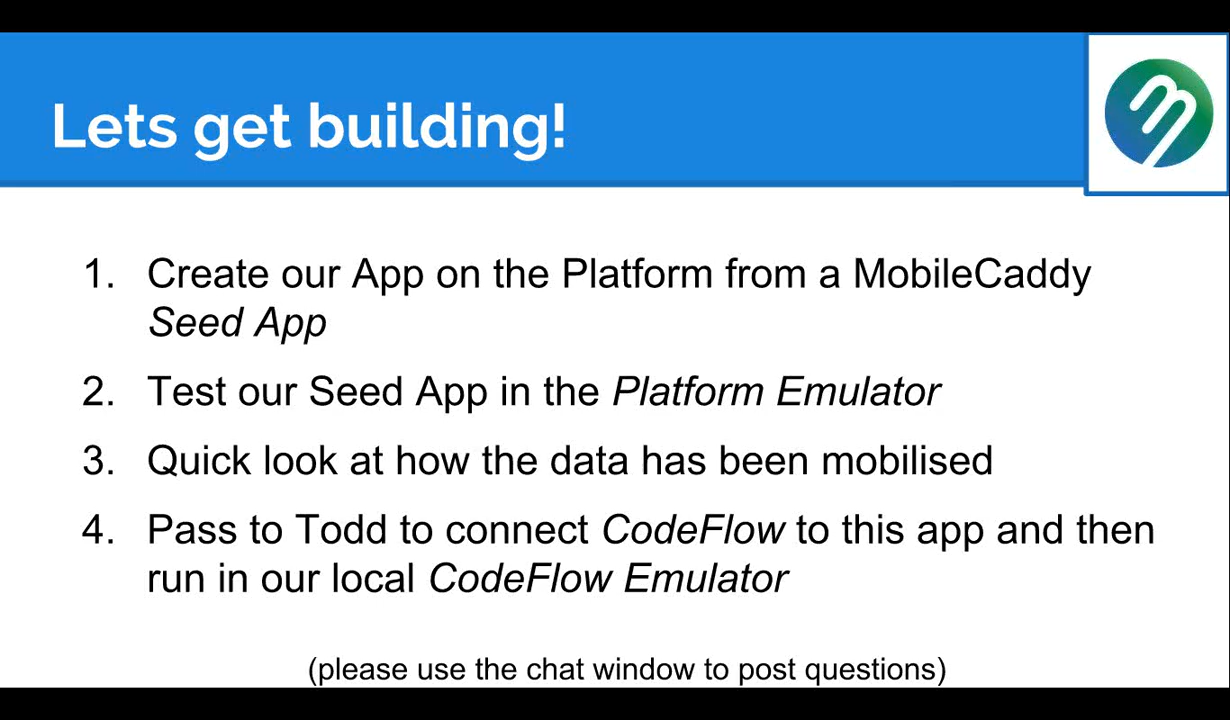 Lets get building!
1. Create our App on the Platform from a MobileCaddy
Seed App
2. Test our Seed App in the Platform Emulator
3. Quick look at how the data has been mobilised
4. Pass to Todd to connect CodeFlow to this app and then
run in our local CodeFlow Emulator
(please use the chat window to post questions)